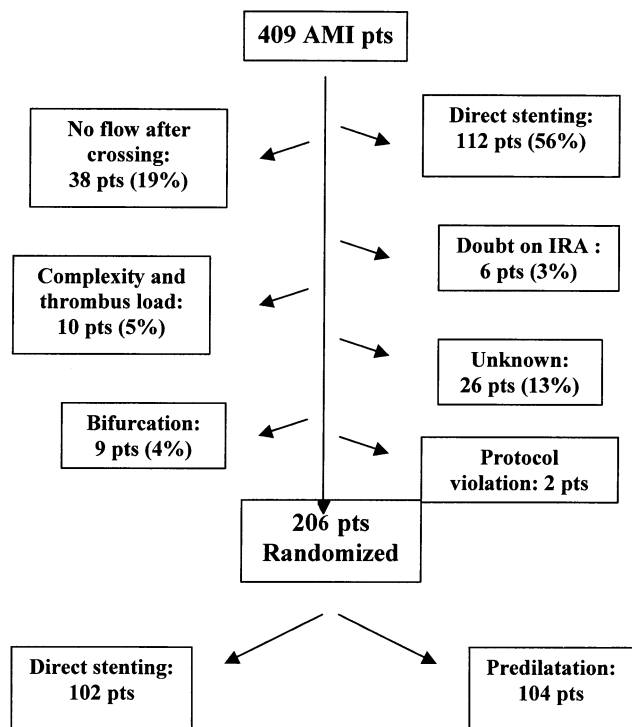 409 AMI pts
No flow after
crossing:
38 pts (19%)
Direct stenting:
112 pts (56%)
Doubt on IRA :
6 pts (3%)
Complexity and
thrombus load:
10 pts (5%)
Unknown:
26 pts (13%)
Bifurcation:
9 pts (4%)
Protocol
violation: 2 pts
206 pts
Randomized
Direct stenting:
102 pts
Predilatation:
104 pts